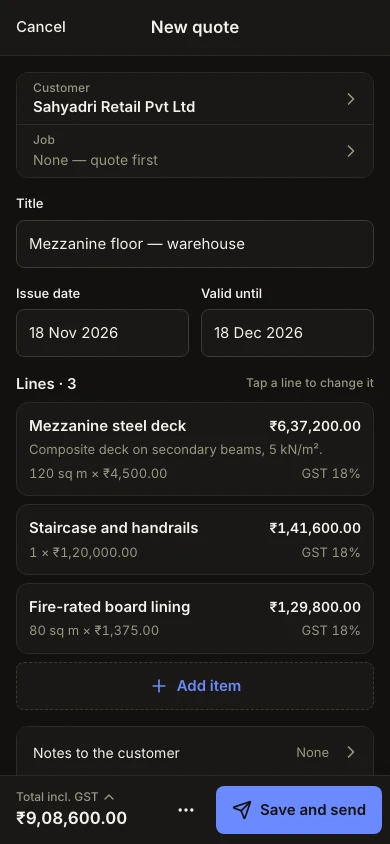 Cancel
New quote
Customer
Sahyadri Retail Pvt Ltd
Job
None — quote first
Title
Mezzanine floor — warehouse
Issue date
Valid until
18 Nov 2026
18 Dec 2026
Lines · 3
Tap a line to change it
Mezzanine steel deck
₹6,37,200.00
Composite deck on secondary beams, 5 kN/m².
120 sq m × ₹4,500.00
GST 18%
Staircase and handrails
₹1,41,600.00
1 × ₹1,20,000.00
GST 18%
Fire-rated board lining
₹1,29,800.00
80 sq m × ₹1,375.00
GST 18%
Add item
Notes to the customer
None
Total incl. GST
₹9,08,600.00
Save and send